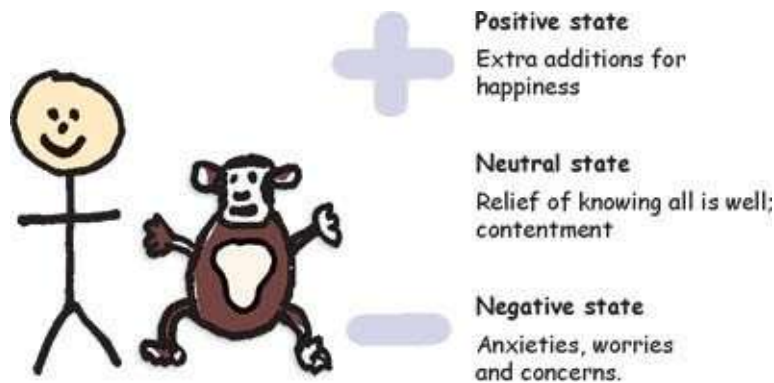 Positive state
Extra additions for
happiness
Neutral state
Relief of knowing all is well;
contentment
Negative state
Anxieties, worries
and concerns.